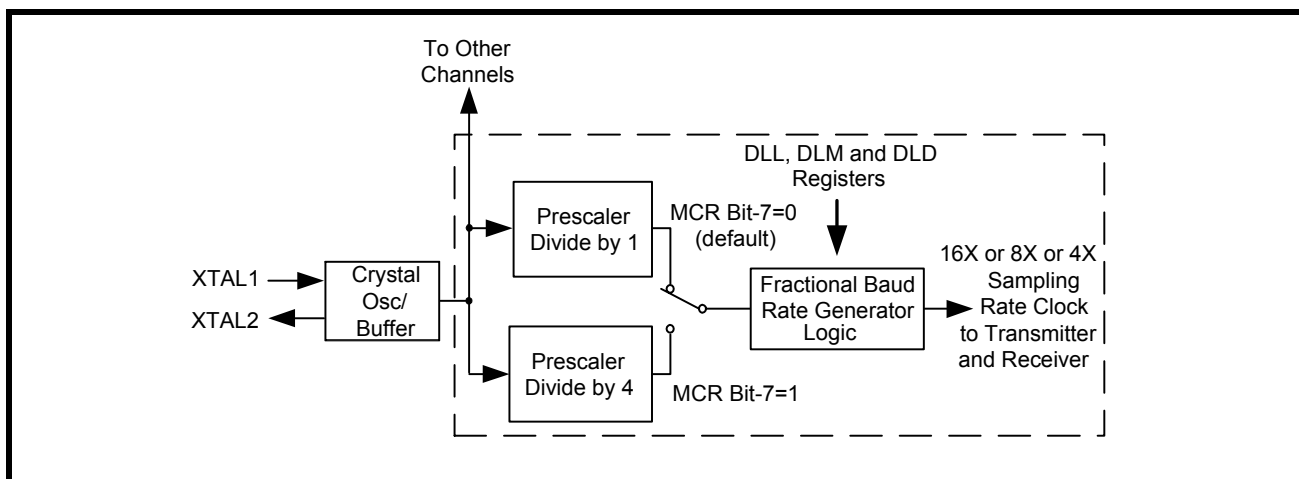 To Other
Channels
DLL, DLM and DLD
Registers
Prescaler
Divide by 1
MCR Bit-7=0
(default)
XTAL1
XTAL2
Crystal
Osc/
Buffer
Fractional Baud
Rate Generator
Logic
16X or 8X or 4X
Sampling
Rate Clock
to Transmitter
and Receiver
Prescaler
Divide by 4
MCR Bit-7=1